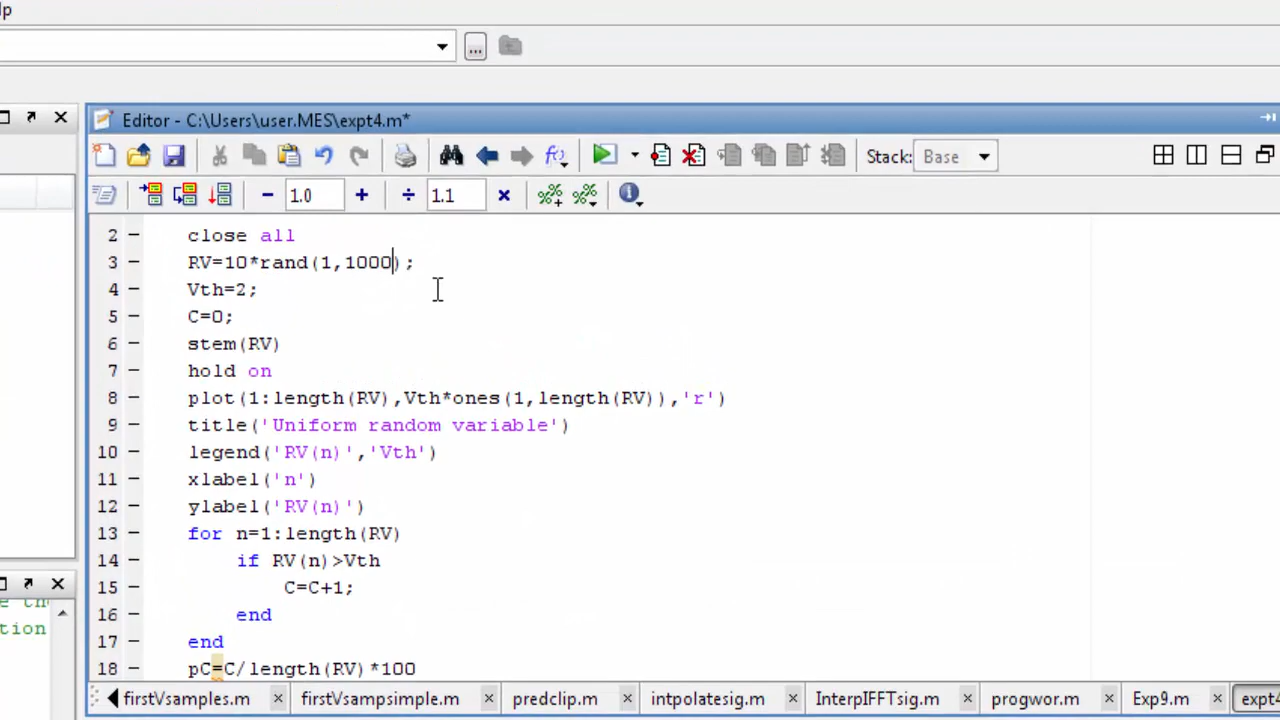 lp
...
Editor - C:\Users\user.MES\expt4.m*
Stack: Base
1.0
1.1
2 close all
3 RV=10*rand(1,1000);
4 Vth=2;
5 C=0;
6 stem(RV)
7 hold on
8 plot(1:length(RV),Vth*ones(1,length(RV)),'r')
9 title('Uniform random variable')
10 legend('RV(n)','Vth')
11 xlabel('n')
12 ylabel('RV(n)')
13 for n=1:length(RV)
14 if RV(n)>Vth
15 C=C+1;
16 end
17 end
18 pC=C/length(RV)*100
tion
firstVsamples.m firstVsampsimple.m predclip.m intpolatesig.m InterpIFFTsig.m progwor.m Exp9.m expt